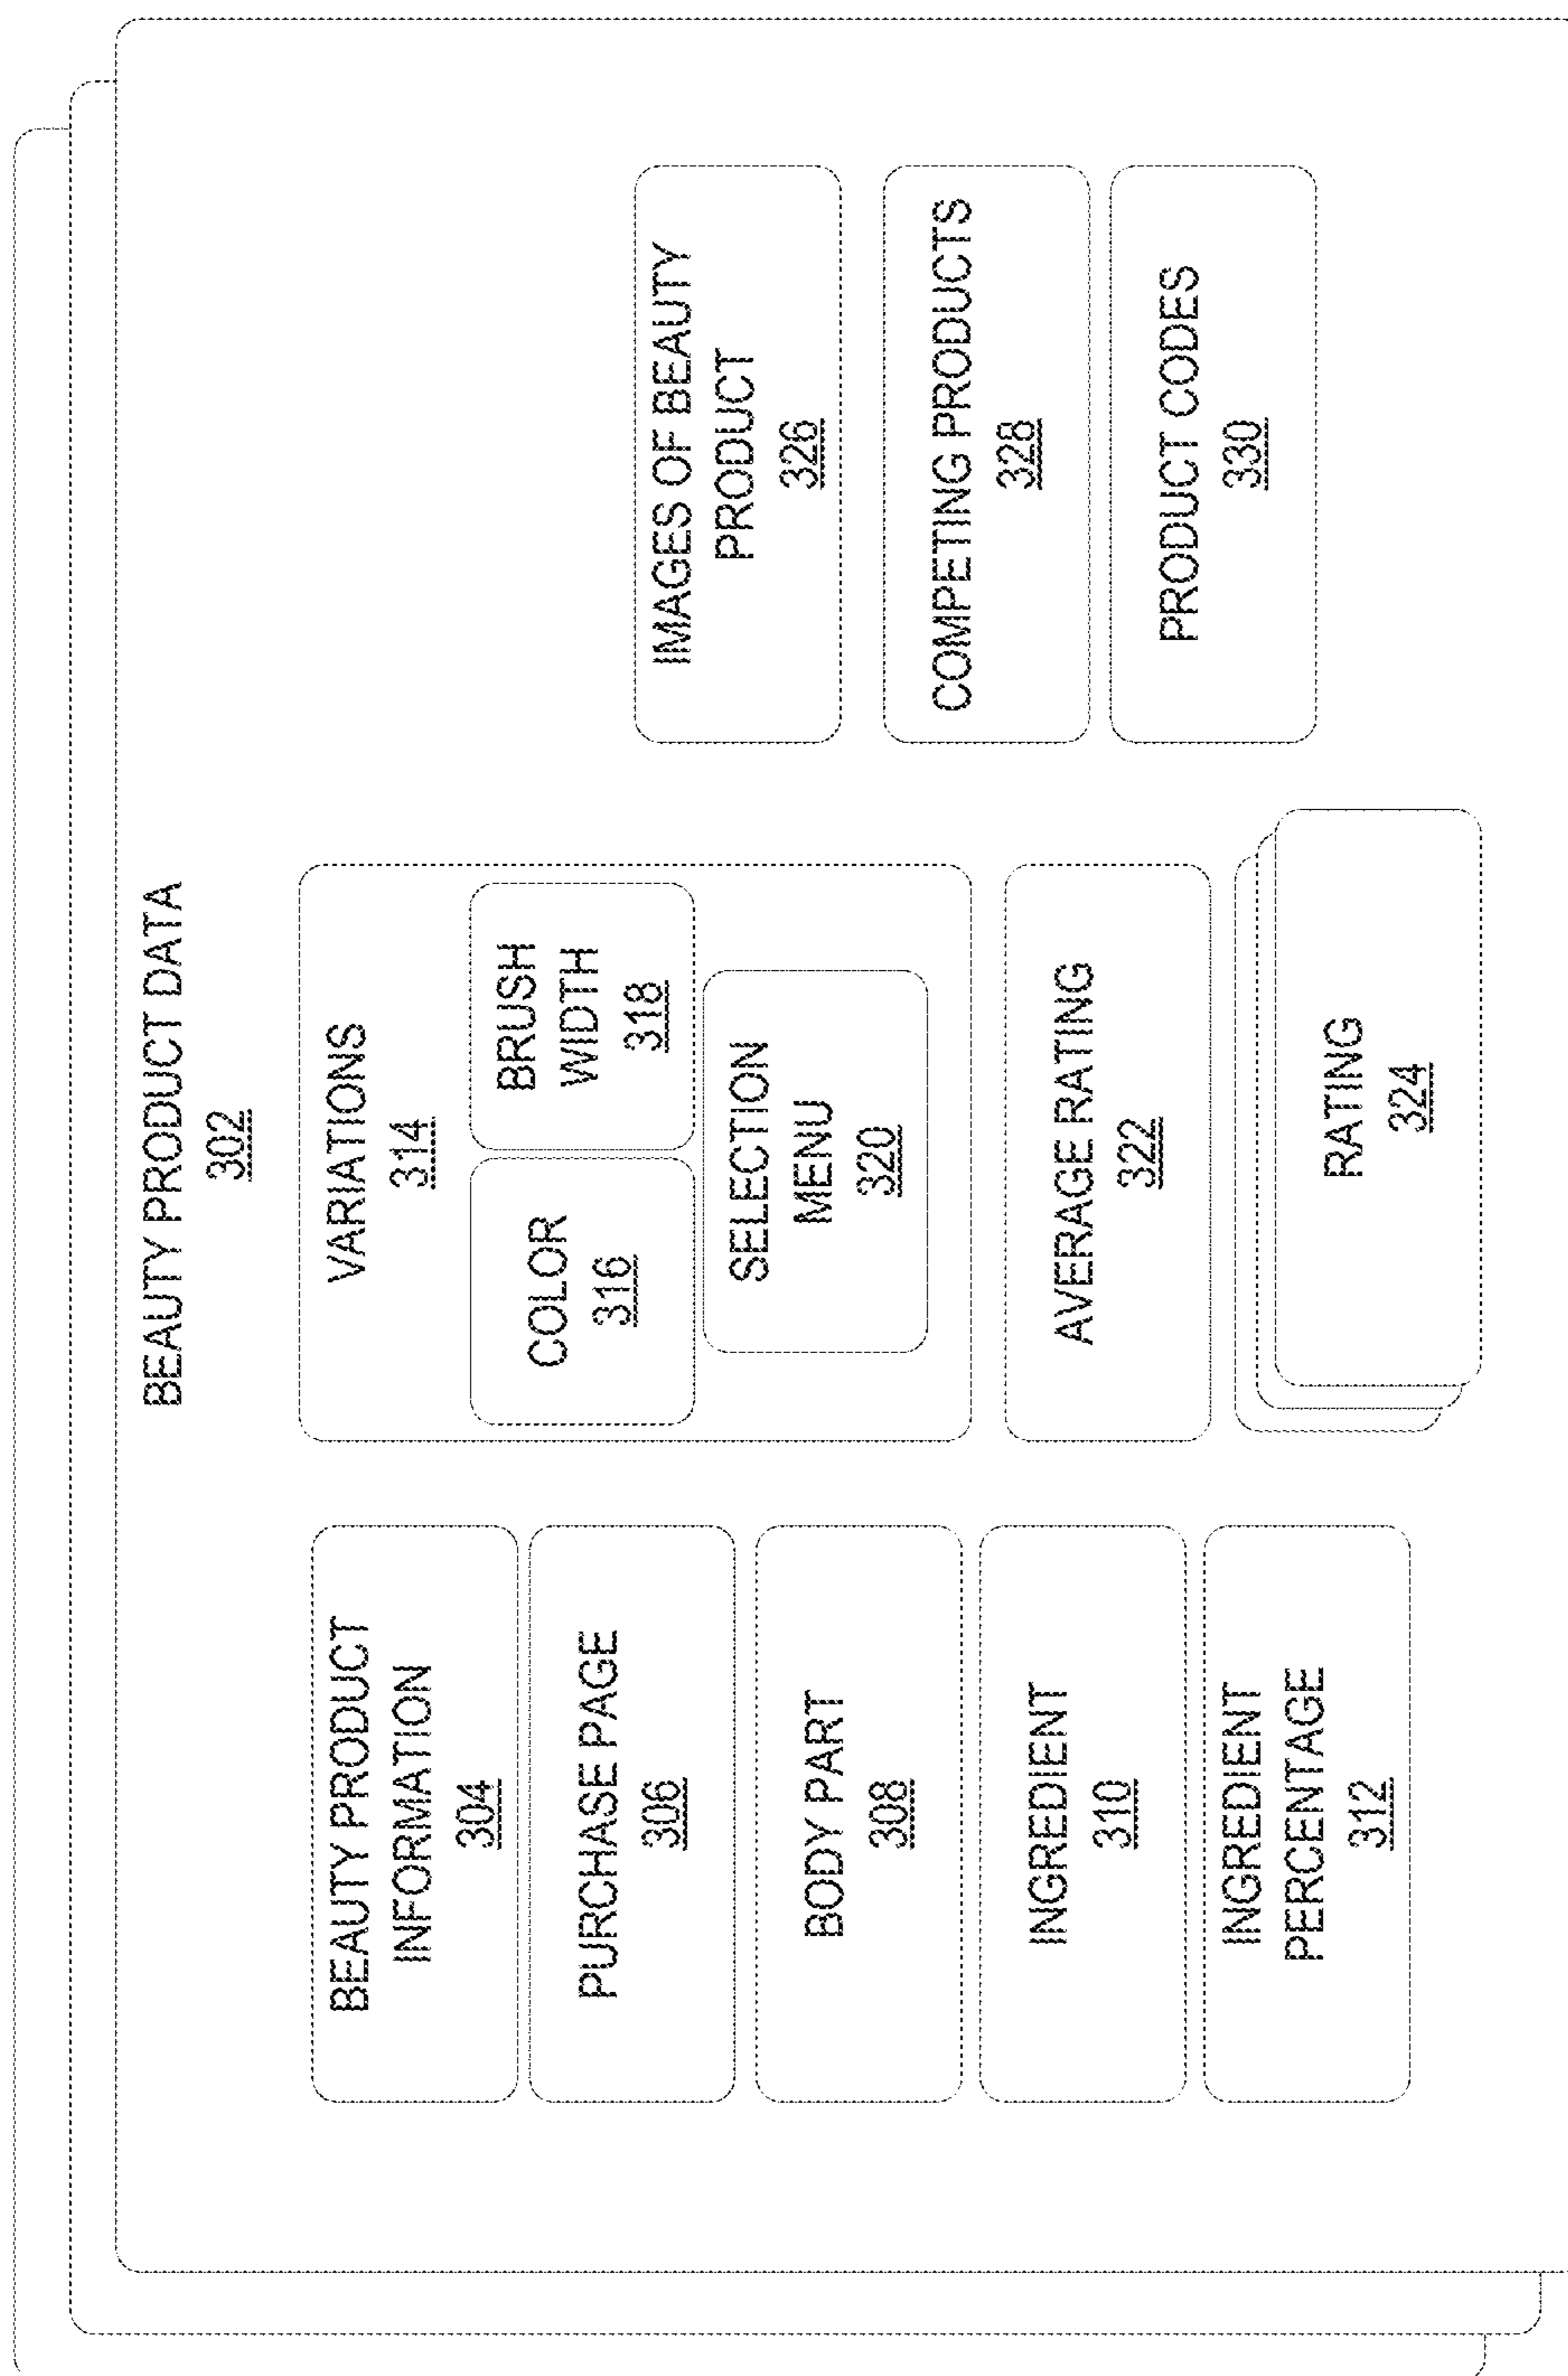 BEAUTY PRODUCT DATA
302
BEAUTY PRODUCT
INFORMATION
304
PURCHASE PAGE
306
BODY PART
308
INGREDIENT
310
INGREDIENT
PERCENTAGE
312
VARIATIONS
314
COLOR
316
BRUSH
WIDTH
318
SELECTION
MENU
320
AVERAGE RATING
322
RATING
324
IMAGES OF BEAUTY
PRODUCT
326
COMPETING PRODUCTS
328
PRODUCT CODES
330